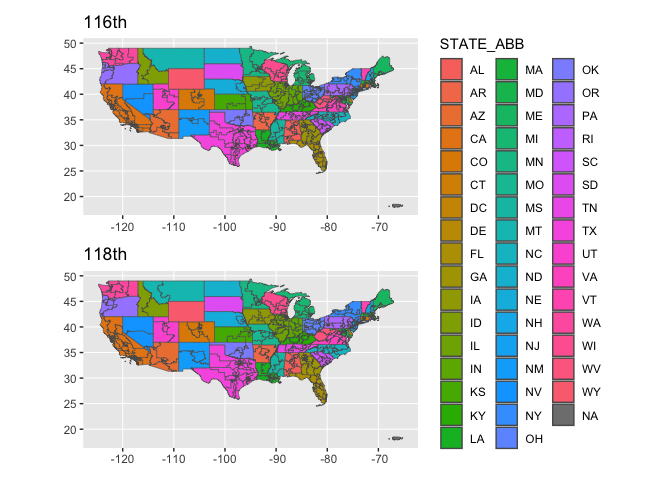 116th
50
45
40
35
30
25
20
-120 -110 -100 -90 -80 -70
118th
50
45
40
35
30
25
20
-120 -110 -100 -90 -80 -70
STATE_ABB
AL MA OK
AR MD OR
AZ ME PA
CA MI RI
CO MN SC
CT MO SD
DC MS TN
DE MT TX
FL NC UT
GA ND VA
IA NE VT
ID NH WA
IL NJ WI
IN NM WV
KS NV WY
KY NY NA
LA OH